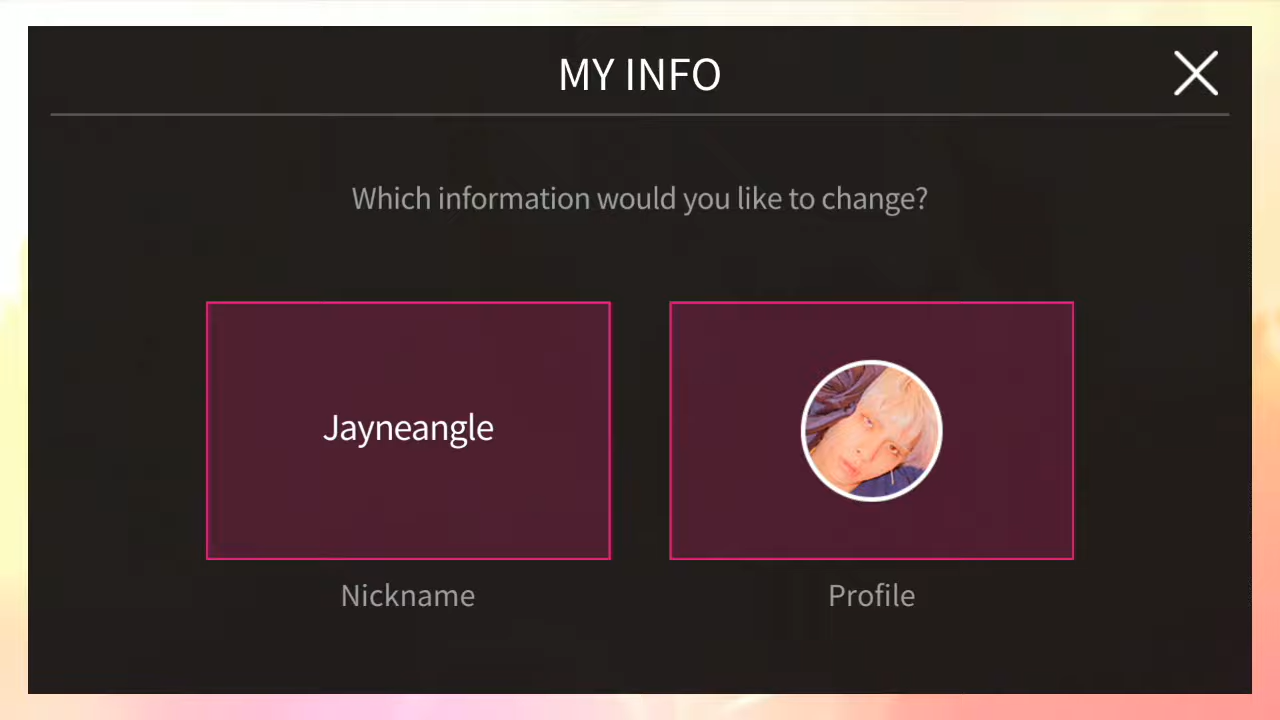 MY INFO
Which information would you like to change?
Jayneangle
Nickname
Profile